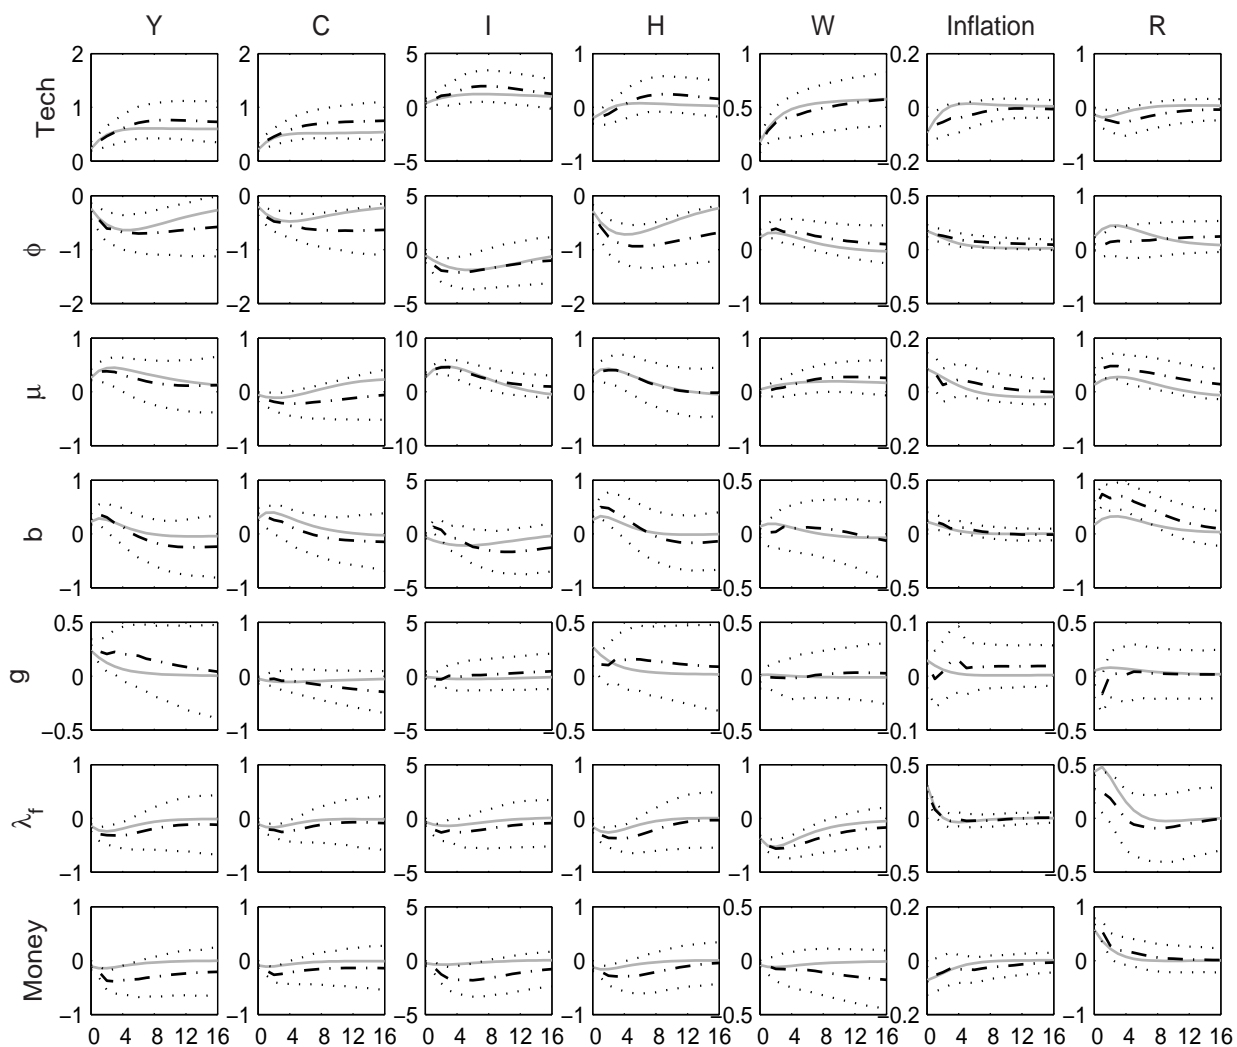 Y C I H W Inflation R
2 2 5 1 1 0.2 1
Tech 1 1 0 0 0.5 0 0
0 0 −5 −1 0 −0.2 −1
0 0 5 0 1 0.5 1
ϕ −1 −1 0 −1 0 0 0
−2 −2 −5 −2 −1 −0.5 −1
1 1 10 1 1 0.2 1
μ 0 0 0 0 0 0 0
−1 −1 −10 −1 −1 −0.2 −1
1 1 5 1 0.5 0.5 1
b 0 0 0 0 0 0 0
−1 −1 −5 −1 −0.5 −0.5 −1
0.5 1 5 0.5 0.5 0.1 1
g 0 0 0 0 0 0 0
−0.5 −1 −5 −0.5 −0.5 −0.1 −1
1 1 5 1 1 0.5 0.5
λf 0 0 0 0 0 0 0
−1 −1 −5 −1 −1 −0.5 −0.5
1 1 5 1 0.5 0.2 1
Money 0 0 0 0 0 0 0
−1 −1 −5 −1 −0.5 −0.2 −1
0 4 8 12 16 0 4 8 12 16 0 4 8 12 16 0 4 8 12 16 0 4 8 12 16 0 4 8 12 16 0 4 8 12 16